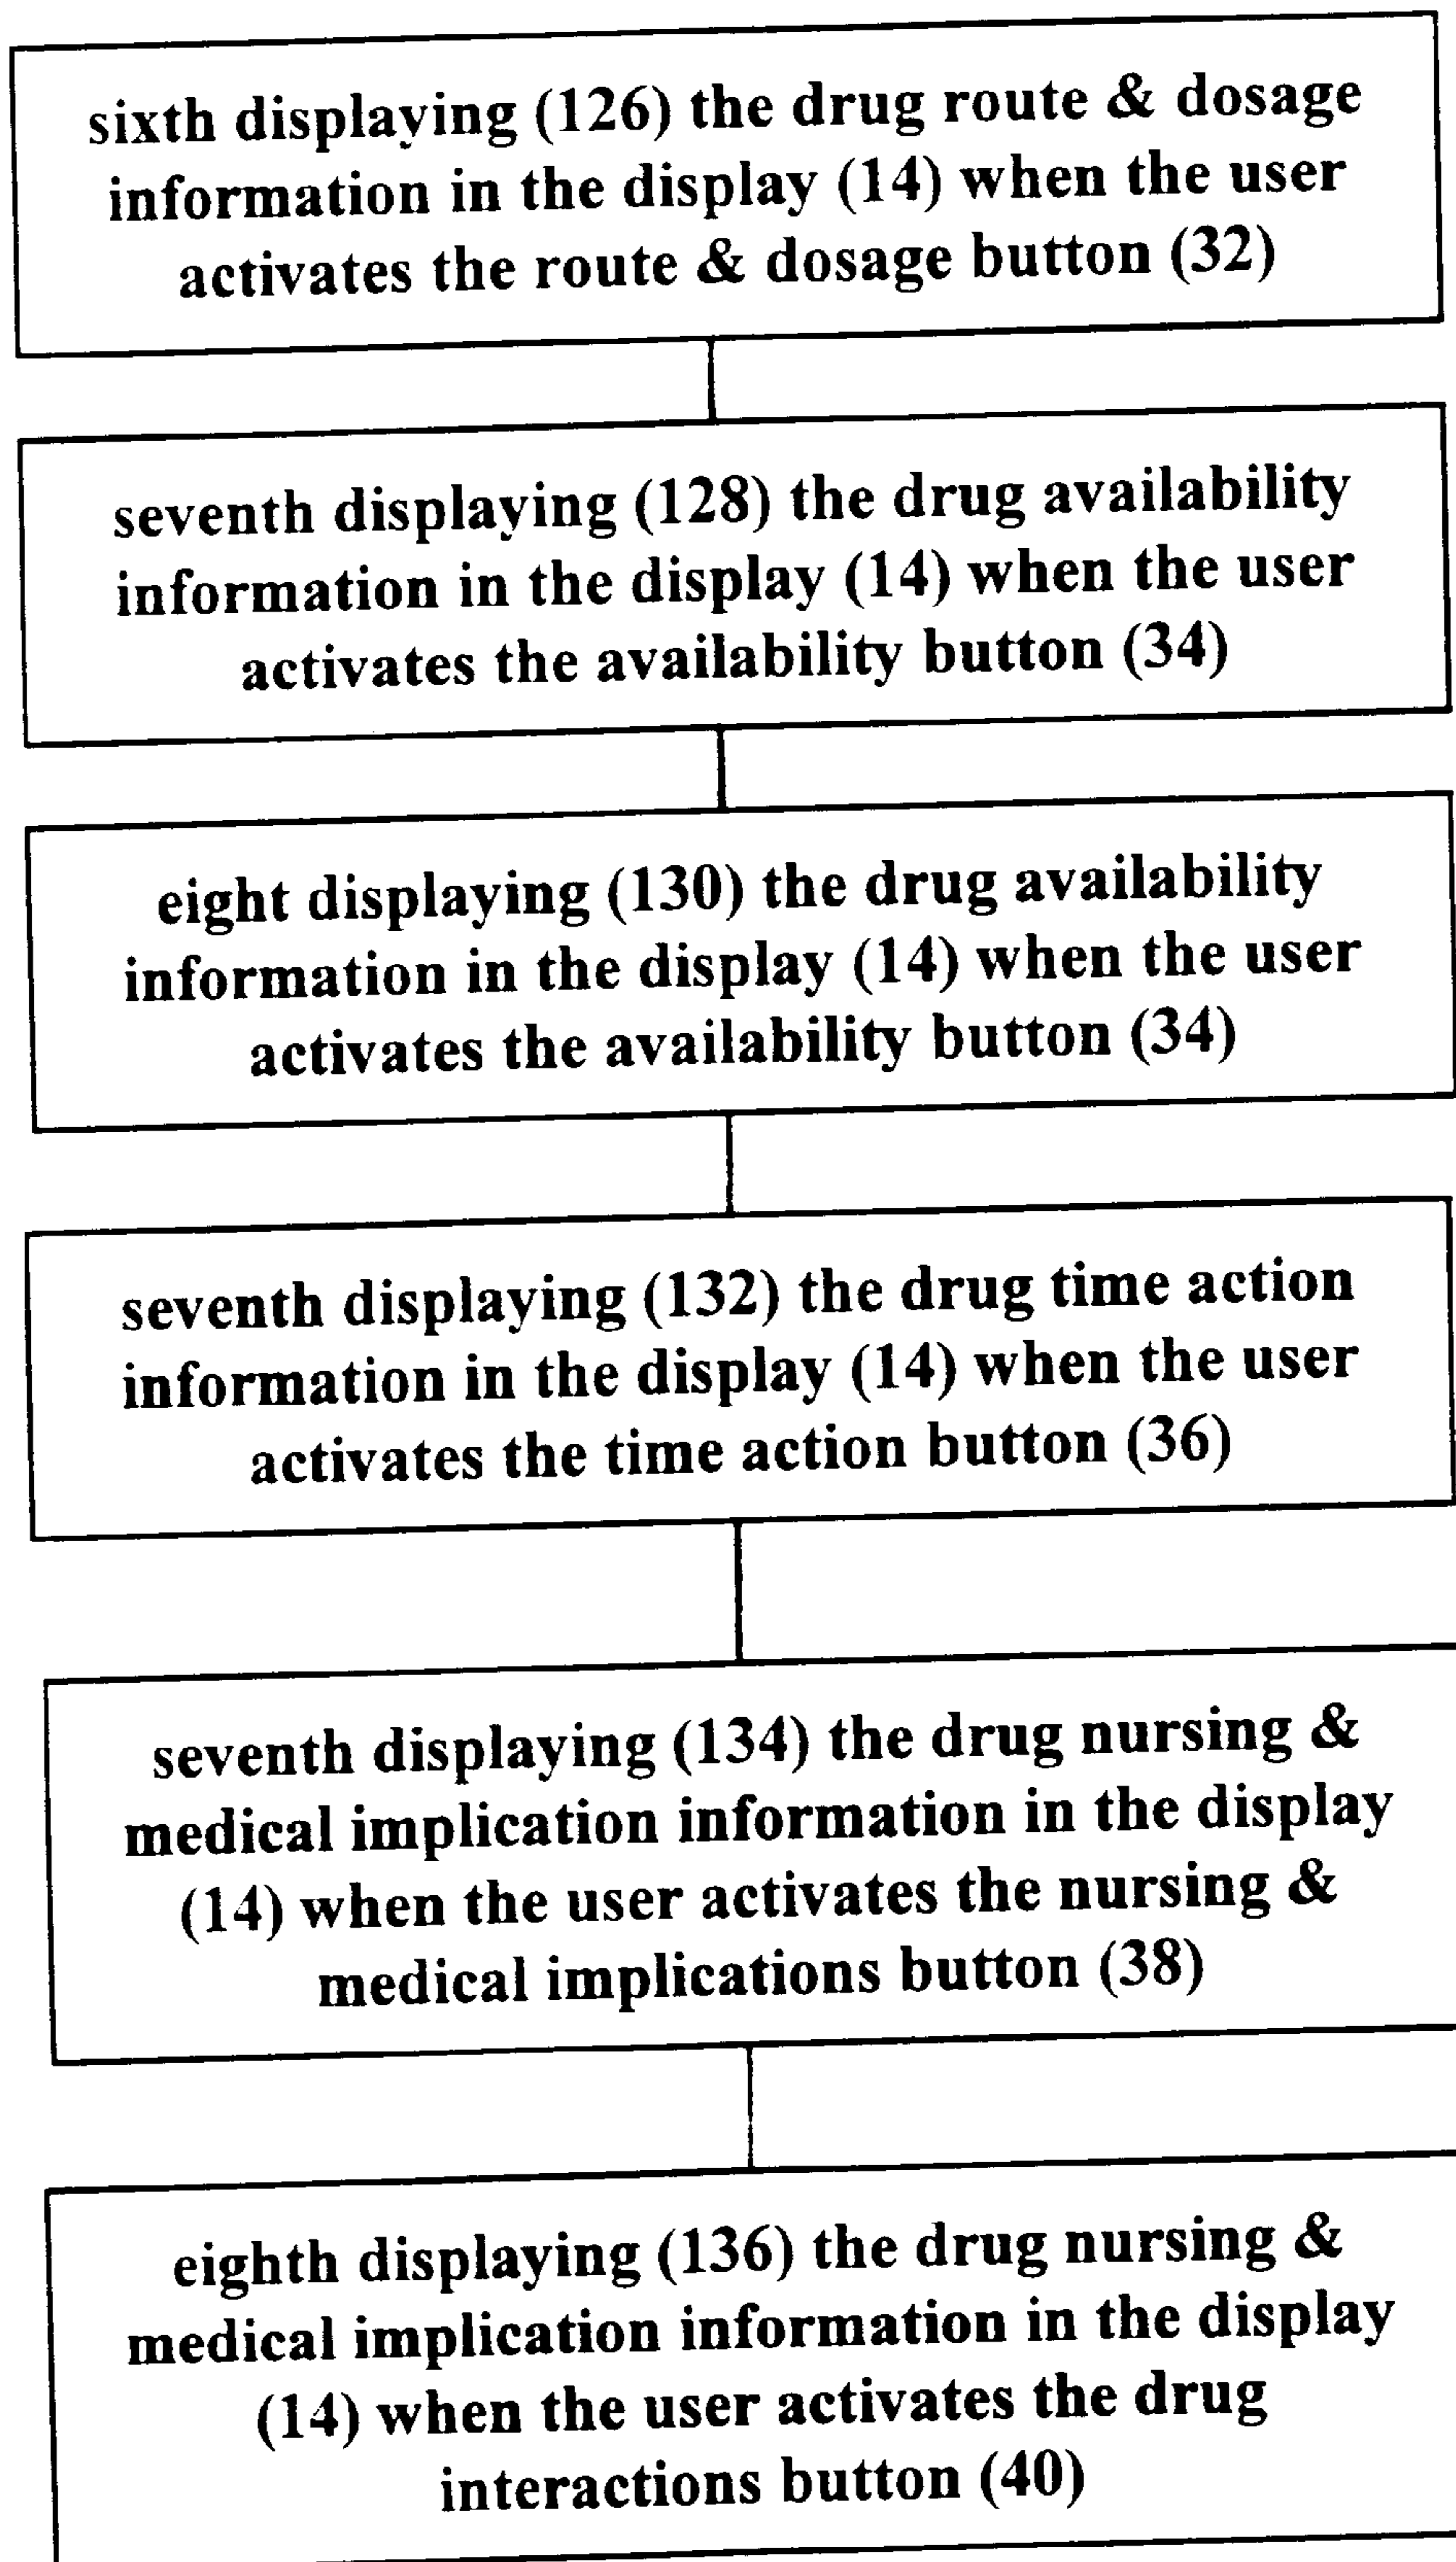 sixth displaying (126) the drug route & dosage
information in the display (14) when the user
activates the route & dosage button (32)
seventh displaying (128) the drug availability
information in the display (14) when the user
activates the availability button (34)
eight displaying (130) the drug availability
information in the display (14) when the user
activates the availability button (34)
seventh displaying (132) the drug time action
information in the display (14) when the user
activates the time action button (36)
seventh displaying (134) the drug nursing &
medical implication information in the display
(14) when the user activates the nursing &
medical implications button (38)
eighth displaying (136) the drug nursing &
medical implication information in the display
(14) when the user activates the drug
interactions button (40)